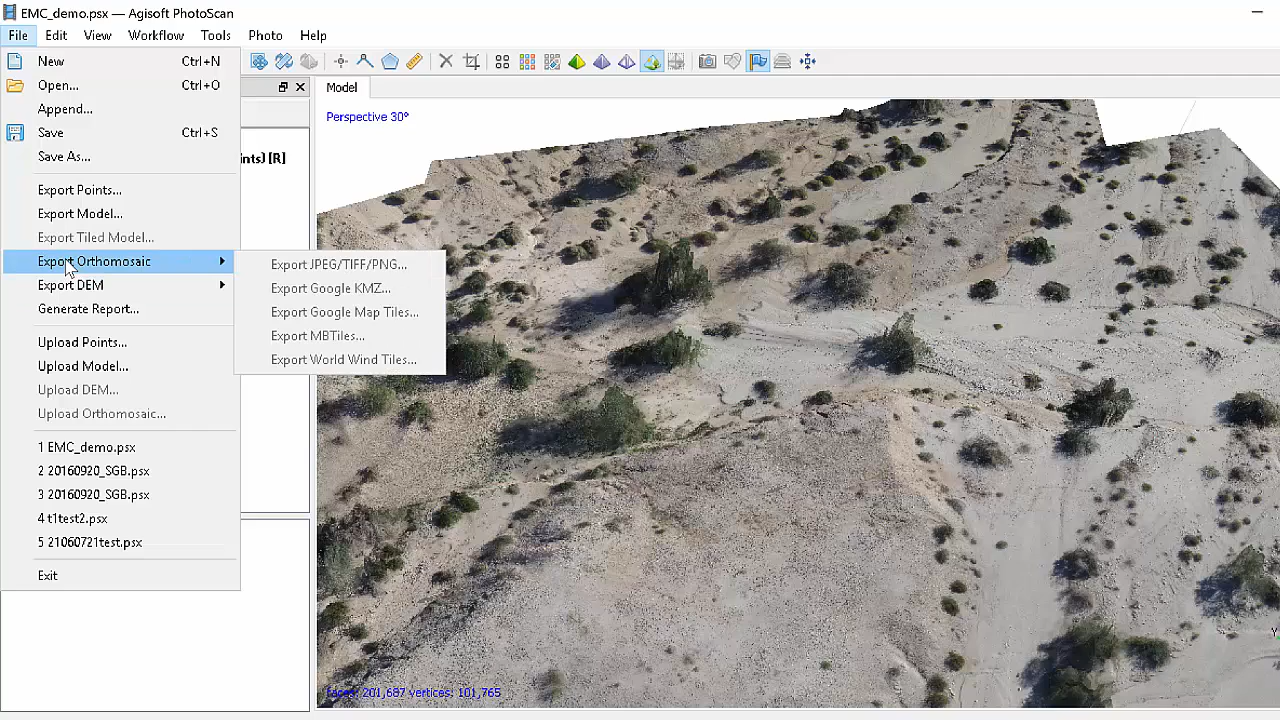 EMC_demo.psx — Agisoft PhotoScan
File Edit View Workflow Tools Photo Help
New Ctrl+N
Open... Ctrl+O
Append...
Save Ctrl+S
Save As...
Export Points...
Export Model...
Export Tiled Model...
Export Orthomosaic
Export DEM
Generate Report...
Upload Points...
Upload Model...
Upload DEM...
Upload Orthomosaic...
1 EMC_demo.psx
2 20160920_SGB.psx
3 20160920_SGB.psx
4 t1test2.psx
5 21060721test.psx
Exit
Export JPEG/TIFF/PNG...
Export Google KMZ...
Export Google Map Tiles...
Export MBTiles...
Export World Wind Tiles...
[R]
Model
Perspective 30°
faces: 201,687 vertices: 101,765
Y